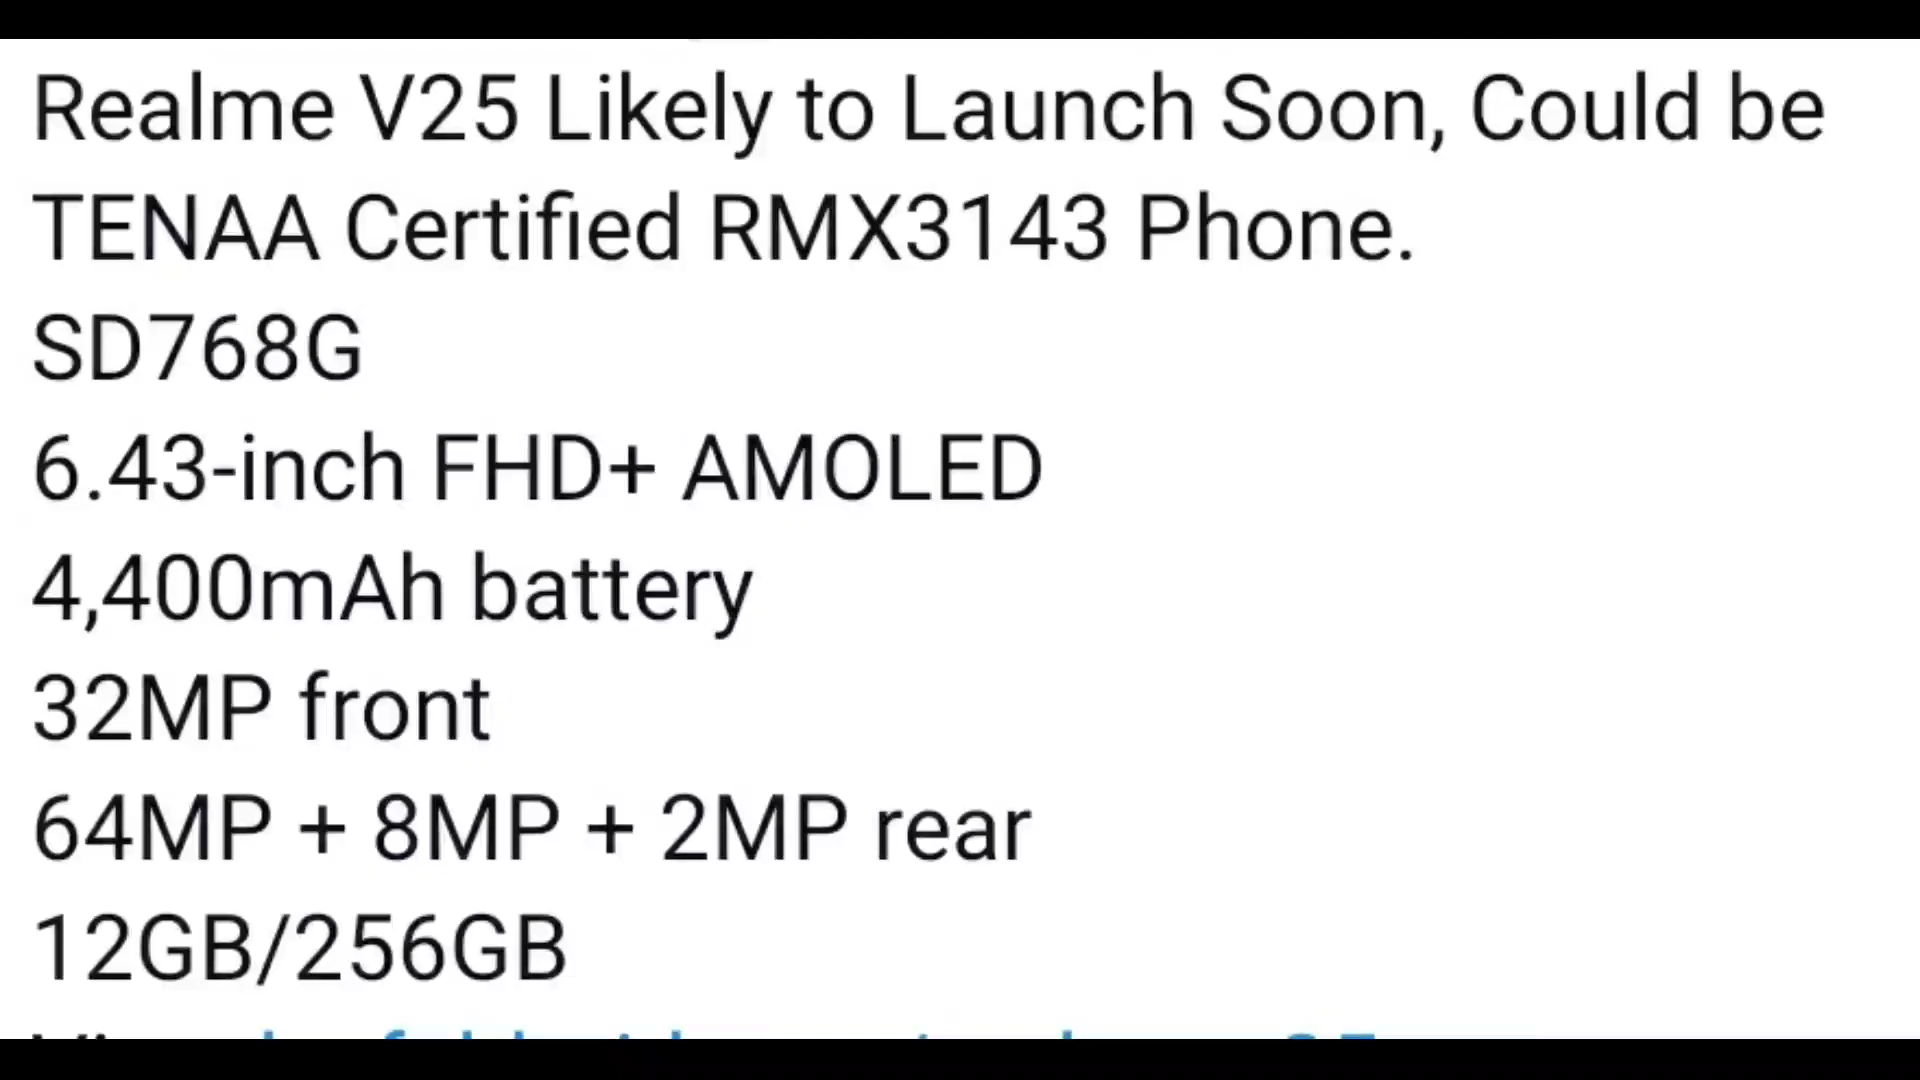 Realme V25 Likely to Launch Soon, Could be
TENAA Certified RMX3143 Phone.
SD768G
6.43-inch FHD+ AMOLED
4,400mAh battery
32MP front
64MP + 8MP + 2MP rear
12GB/256GB